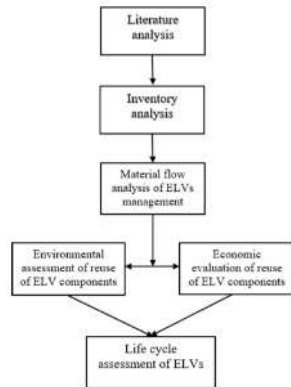 Literature
analysis
Inventory
analysis
Material flow
analysis of ELVs
management
Environmental
assessment of reuse
of ELV components
Economic
evaluation of reuse
of ELV components
Life cycle
assessment of ELVs